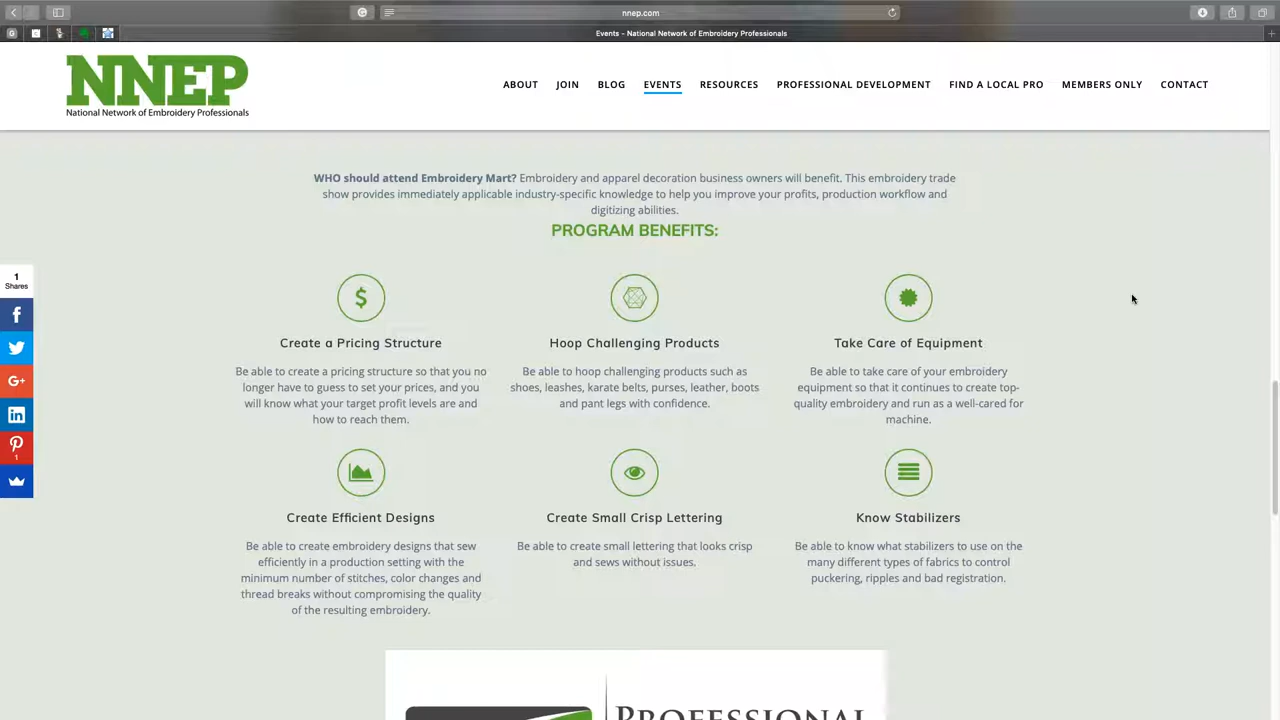 nnep.com
Events - National Network of Embroidery Professionals
NNEP
National Network of Embroidery Professionals
ABOUT JOIN BLOG EVENTS RESOURCES PROFESSIONAL DEVELOPMENT FIND A LOCAL PRO MEMBERS ONLY CONTACT
WHO should attend Embroidery Mart? Embroidery and apparel decoration business owners will benefit. This embroidery trade
show provides immediately applicable industry-specific knowledge to help you improve your profits, production workflow and
digitizing abilities.
PROGRAM BENEFITS:
1
Shares
1
Create a Pricing Structure
Be able to create a pricing structure so that you no
longer have to guess to set your prices, and you
will know what your target profit levels are and
how to reach them.
Hoop Challenging Products
Be able to hoop challenging products such as
shoes, leashes, karate belts, purses, leather, boots
and pant legs with confidence.
Take Care of Equipment
Be able to take care of your embroidery
equipment so that it continues to create top-
quality embroidery and run as a well-cared for
machine.
Create Efficient Designs
Be able to create embroidery designs that sew
efficiently in a production setting with the
minimum number of stitches, color changes and
thread breaks without compromising the quality
of the resulting embroidery.
Create Small Crisp Lettering
Be able to create small lettering that looks crisp
and sews without issues.
Know Stabilizers
Be able to know what stabilizers to use on the
many different types of fabrics to control
puckering, ripples and bad registration.
PROFESSIONAL